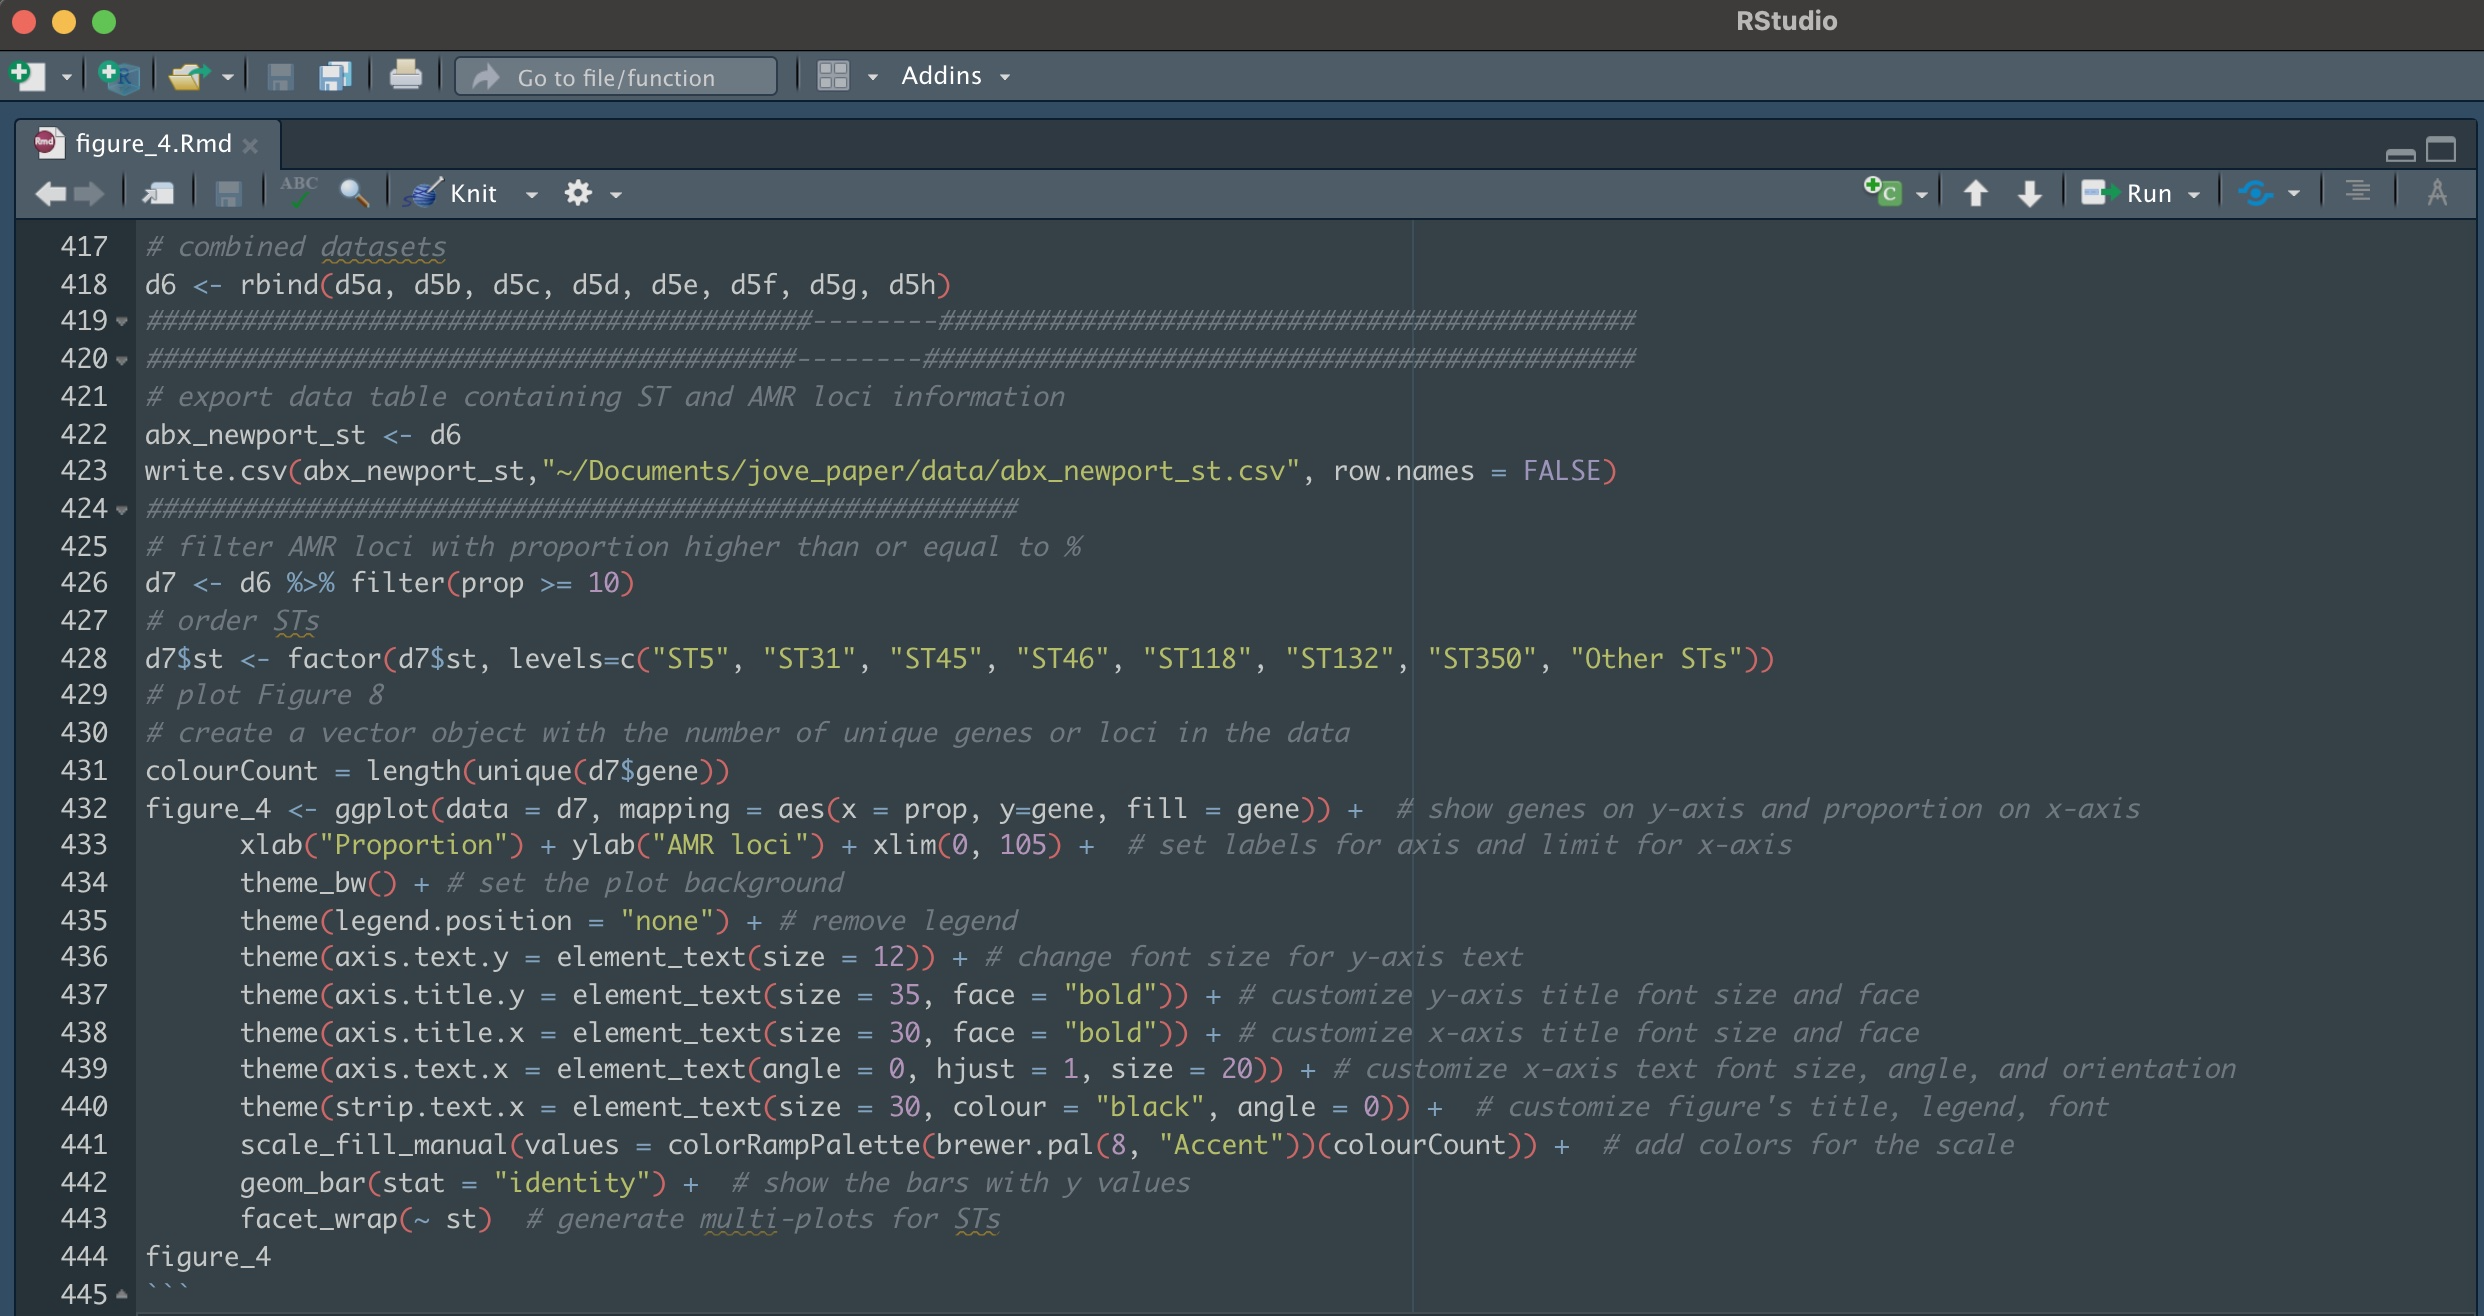 RStudio
Go to file/function
Addins
figure_4.Rmd
ABC
Knit
Run
417 # combined datasets
418 d6 <- rbind(d5a, d5b, d5c, d5d, d5e, d5f, d5g, d5h)
419 ##########################################--------############################################
420 #########################################--------#############################################
421 # export data table containing ST and AMR loci information
422 abx_newport_st <- d6
423 write.csv(abx_newport_st,"~/Documents/jove_paper/data/abx_newport_st.csv", row.names = FALSE)
424 #######################################################
425 # filter AMR loci with proportion higher than or equal to %
426 d7 <- d6 %>% filter(prop >= 10)
427 # order STs
428 d7$st <- factor(d7$st, levels=c("ST5", "ST31", "ST45", "ST46", "ST118", "ST132", "ST350", "Other STs"))
429 # plot Figure 8
430 # create a vector object with the number of unique genes or loci in the data
431 colourCount = length(unique(d7$gene))
432 figure_4 <- ggplot(data = d7, mapping = aes(x = prop, y=gene, fill = gene)) +  # show genes on y-axis and proportion on x-axis
433       xlab("Proportion") + ylab("AMR loci") + xlim(0, 105) +  # set labels for axis and limit for x-axis
434       theme_bw() + # set the plot background
435       theme(legend.position = "none") + # remove legend
436       theme(axis.text.y = element_text(size = 12)) + # change font size for y-axis text
437       theme(axis.title.y = element_text(size = 35, face = "bold")) + # customize y-axis title font size and face
438       theme(axis.title.x = element_text(size = 30, face = "bold")) + # customize x-axis title font size and face
439       theme(axis.text.x = element_text(angle = 0, hjust = 1, size = 20)) + # customize x-axis text font size, angle, and orientation
440       theme(strip.text.x = element_text(size = 30, colour = "black", angle = 0)) +  # customize figure's title, legend, font
441       scale_fill_manual(values = colorRampPalette(brewer.pal(8, "Accent"))(colourCount)) +  # add colors for the scale
442       geom_bar(stat = "identity") +  # show the bars with y values
443       facet_wrap(~ st)  # generate multi-plots for STs
444 figure_4
445 ```